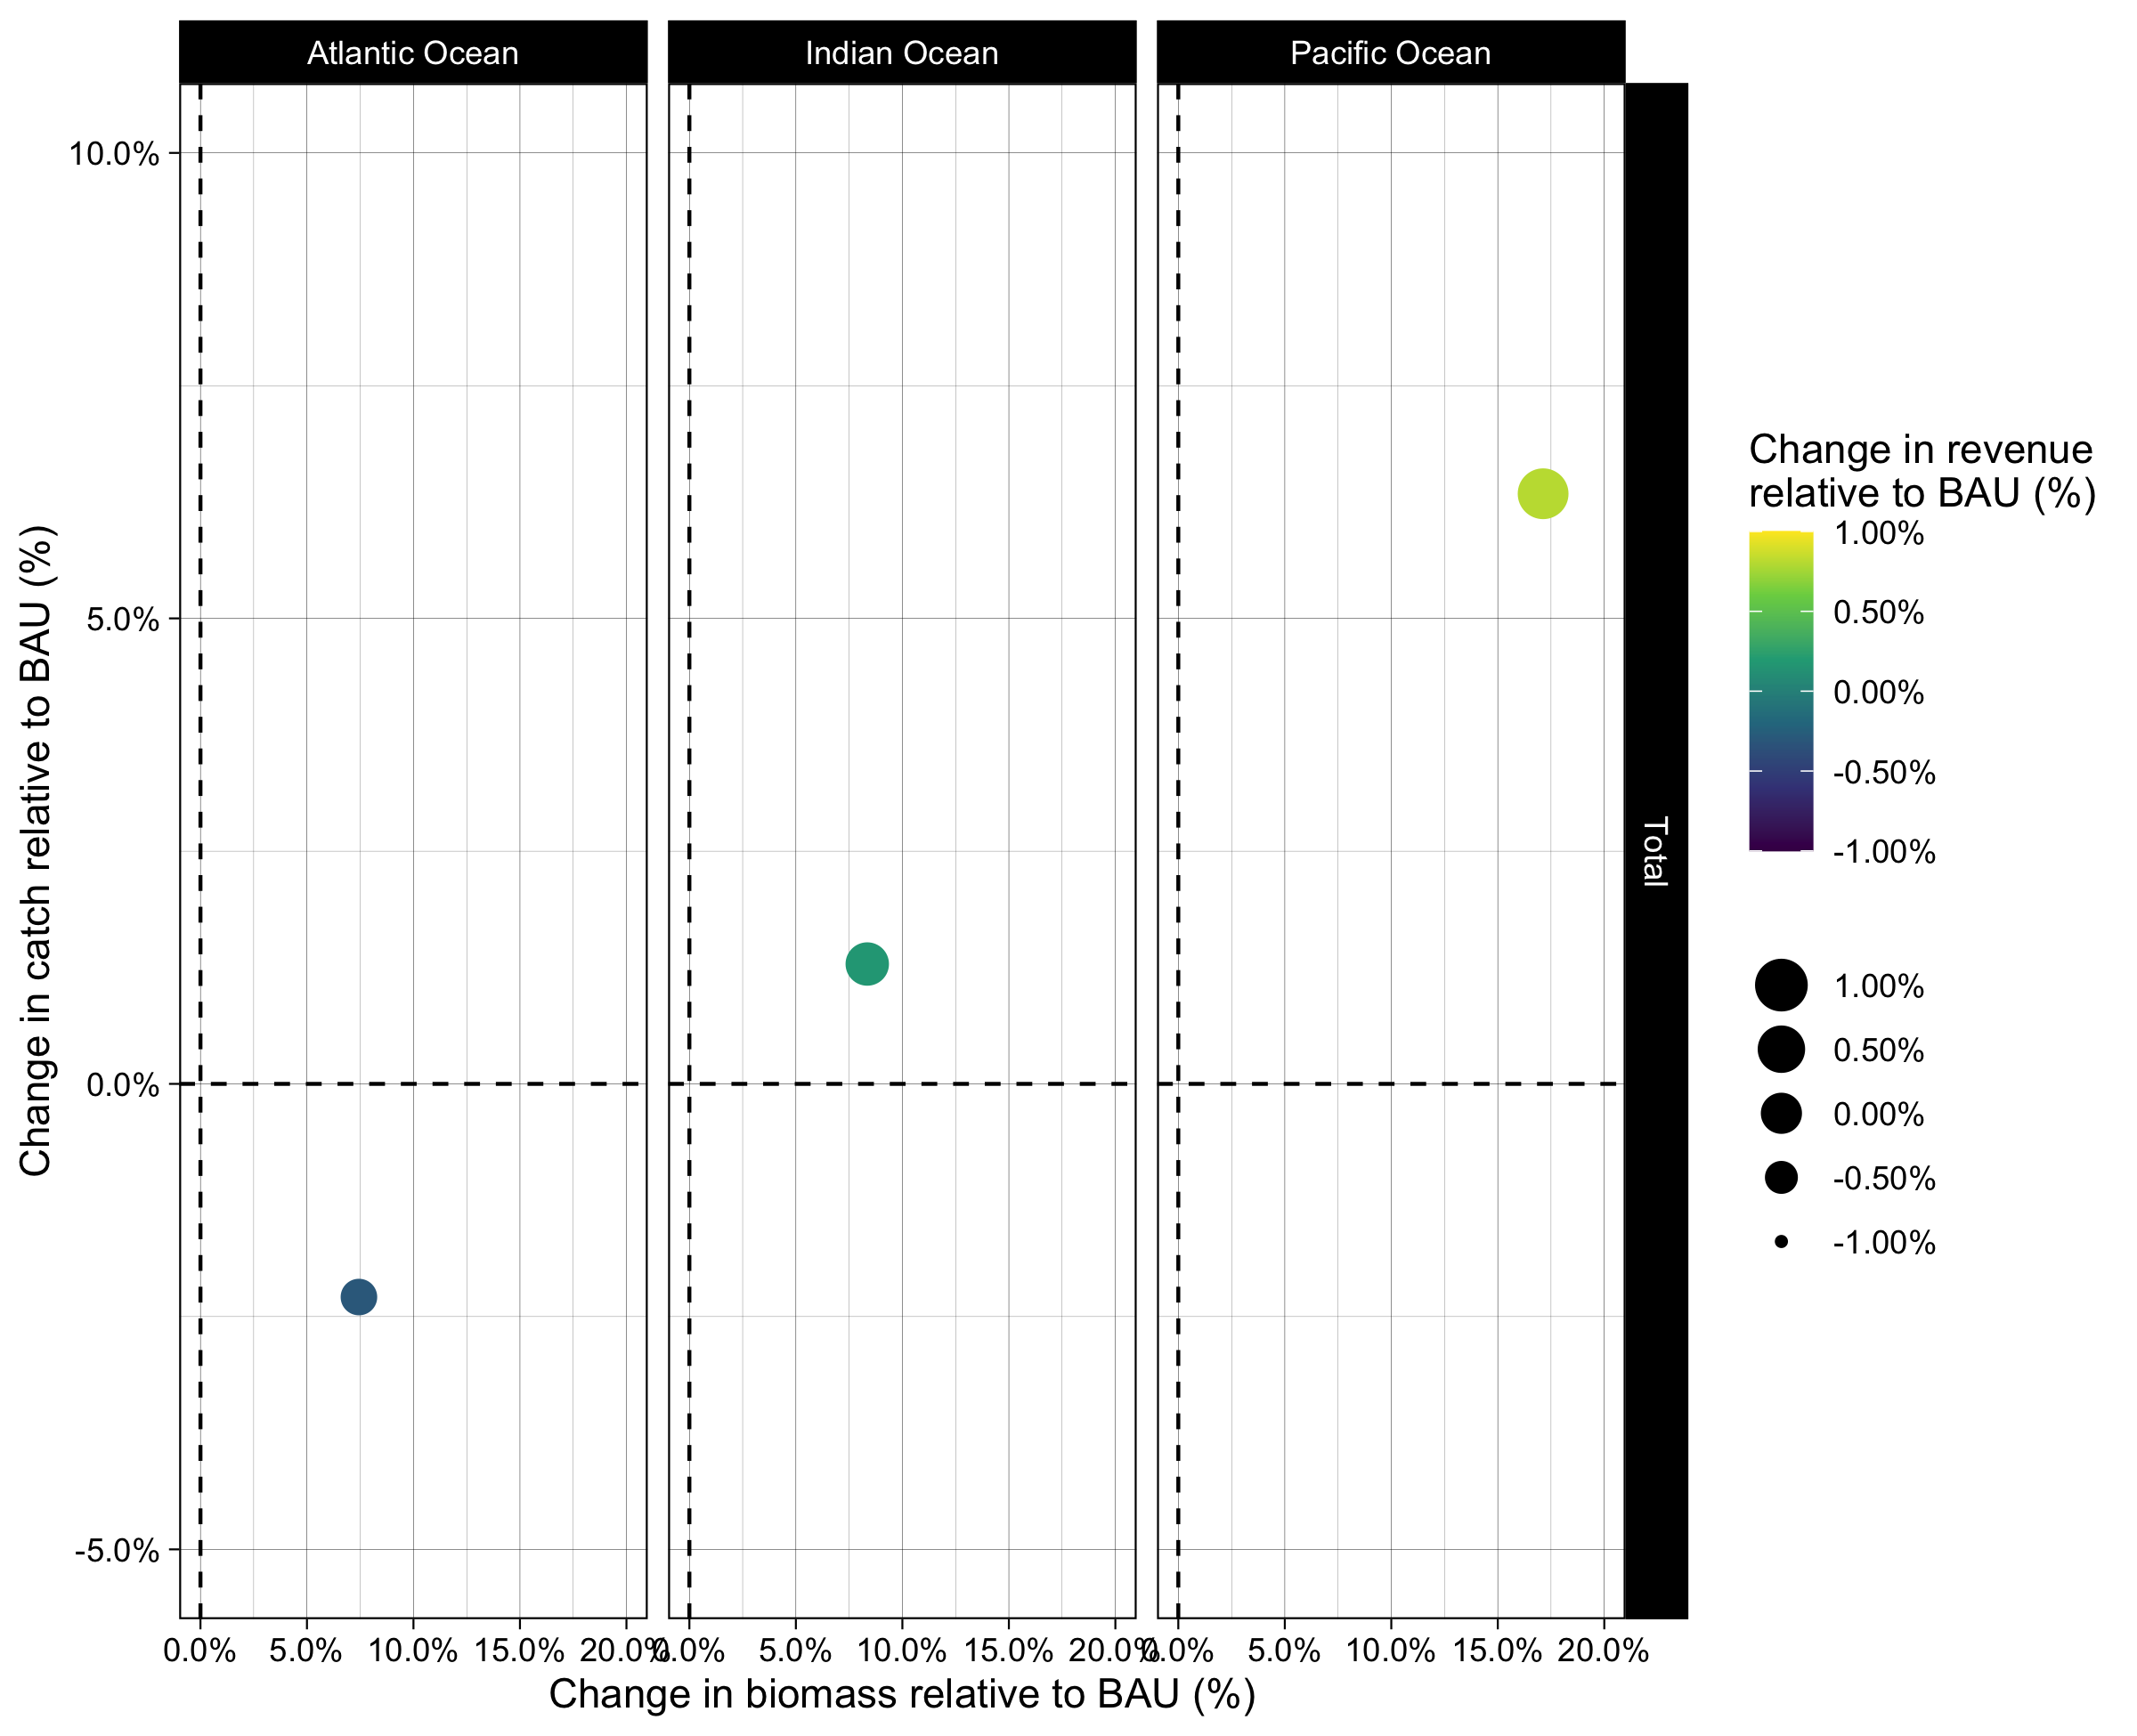 Atlantic Ocean
Indian Ocean
Pacific Ocean
10.0%
5.0%
0.0%
-5.0%
Change in catch relative to BAU (%)
Total
0.0% 5.0% 10.0% 15.0% 20.0%
0.0% 5.0% 10.0% 15.0% 20.0%
0.0% 5.0% 10.0% 15.0% 20.0%
Change in biomass relative to BAU (%)
Change in revenue
relative to BAU (%)
1.00%
0.50%
0.00%
-0.50%
-1.00%
1.00%
0.50%
0.00%
-0.50%
-1.00%